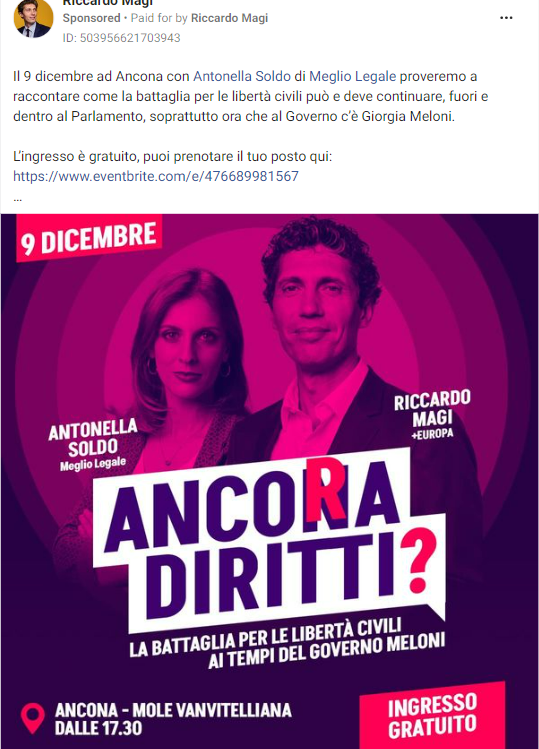 Riccardo Magi
Sponsored • Paid for by Riccardo Magi
ID: 503956621703943
Il 9 dicembre ad Ancona con Antonella Soldo di Meglio Legale proveremo a
raccontare come la battaglia per le libertà civili può e deve continuare, fuori e
dentro al Parlamento, soprattutto ora che al Governo c'è Giorgia Meloni.
L'ingresso è gratuito, puoi prenotare il tuo posto qui:
https://www.eventbrite.com/e/476689981567
...
9 DICEMBRE
ANTONELLA
SOLDO
Meglio Legale
RICCARDO
MAGI
+EUROPA
ANCORA
DIRITTI?
LA BATTAGLIA PER LE LIBERTÀ CIVILI
AI TEMPI DEL GOVERNO MELONI
ANCONA - MOLE VANVITELLIANA
DALLE 17.30
INGRESSO
GRATUITO